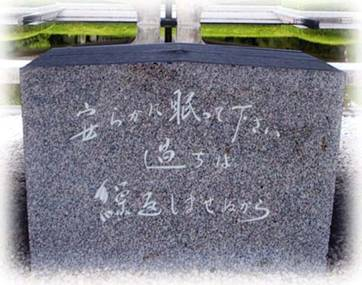 安らかに眠って下さい
過ちは
繰返しませぬから